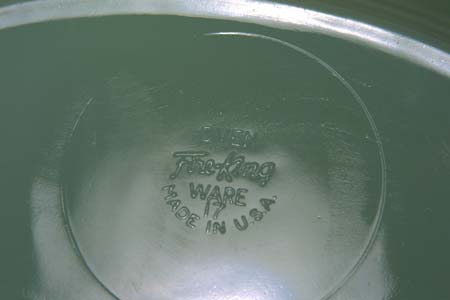 OVEN
Fire-King
WARE
17
MADE IN U.S.A.